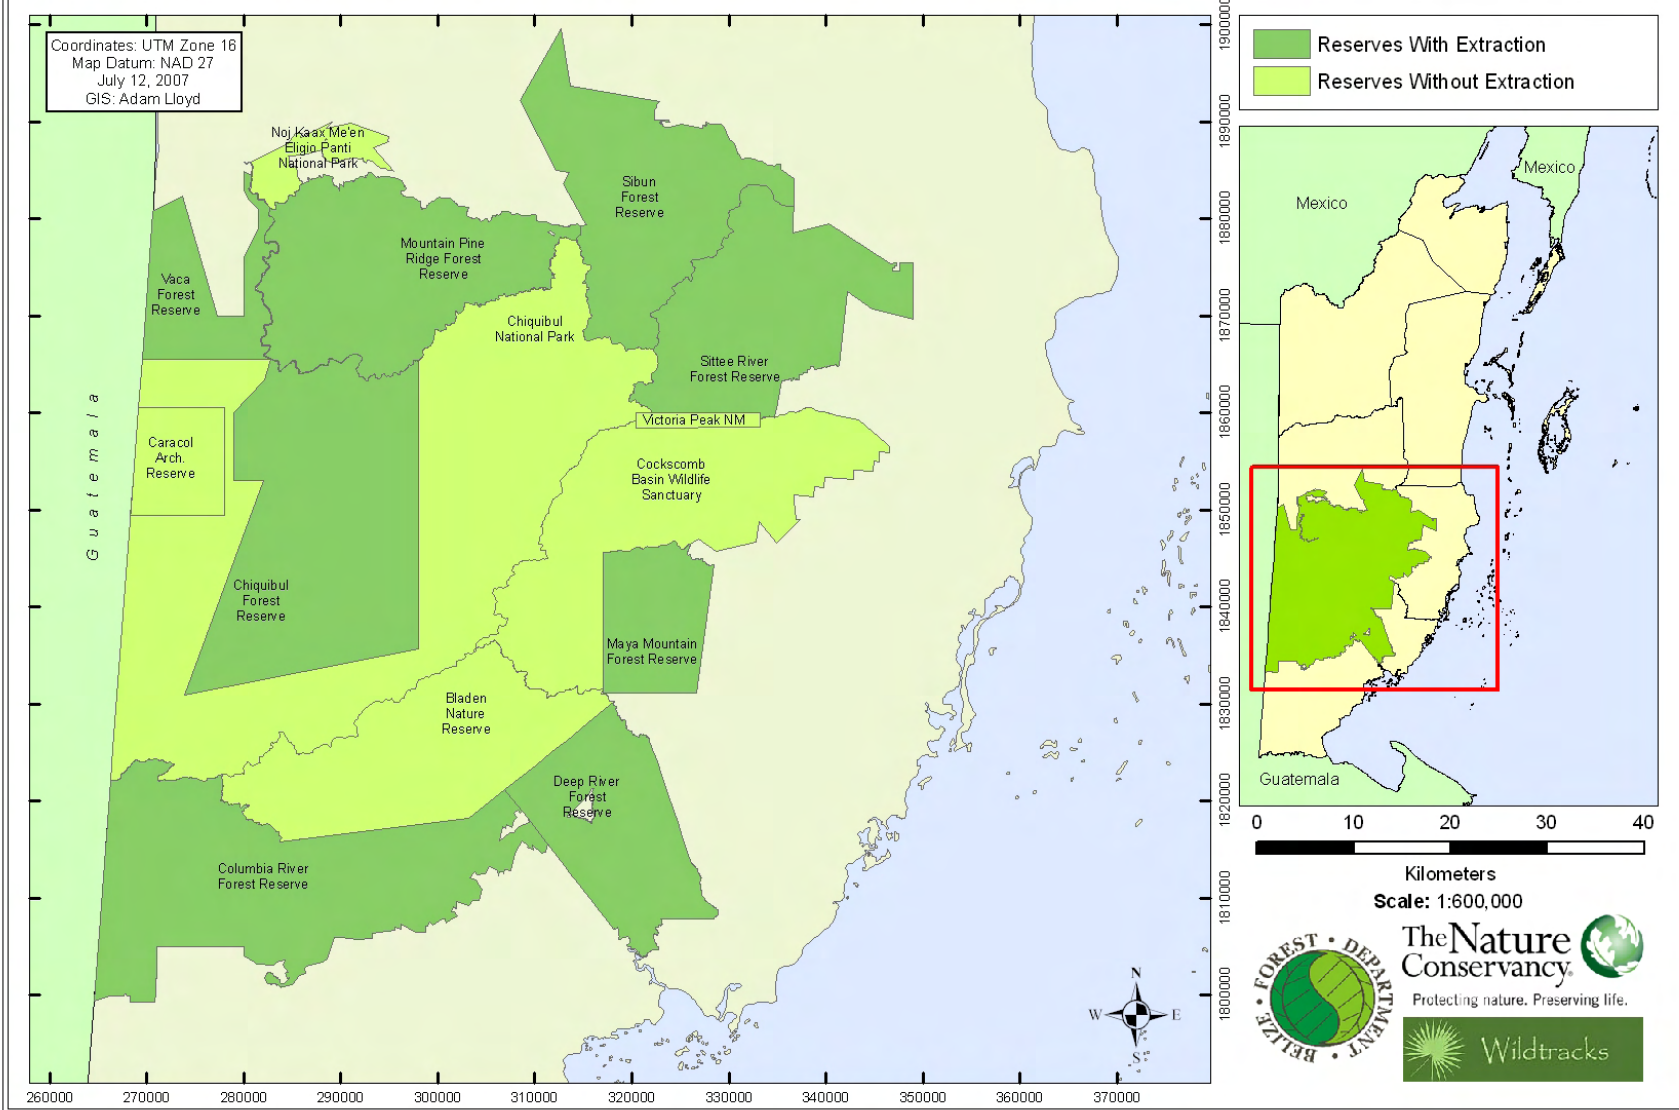 Coordinates: UTM Zone 16
Map Datum: NAD 27
July 12, 2007
GIS: Adam Lloyd
Noj Kaax Me'en
Eligio Panti
National Park
Sibun
Forest
Reserve
Mountain Pine
Ridge Forest
Reserve
Vaca
Forest
Reserve
Chiquibul
National Park
Sittee River
Forest Reserve
Victoria Peak NM
Caracol
Arch.
Reserve
Cockscomb
Basin Wildlife
Sanctuary
Guatemala
Chiquibul
Forest
Reserve
Maya Mountain
Forest Reserve
Bladen
Nature
Reserve
Deep River
Forest
Reserve
Columbia River
Forest Reserve
N
W E
S
260000 270000 280000 290000 300000 310000 320000 330000 340000 350000 360000 370000
1900000
1890000
1880000
1870000
1860000
1850000
1840000
1830000
1820000
1810000
1800000
Reserves With Extraction
Reserves Without Extraction
Mexico
Mexico
Guatemala
0 10 20 30 40
Kilometers
Scale: 1:600,000
BELIZE • FOREST • DEPARTMENT •
The Nature
Conservancy
Protecting nature. Preserving life.
Wildtracks